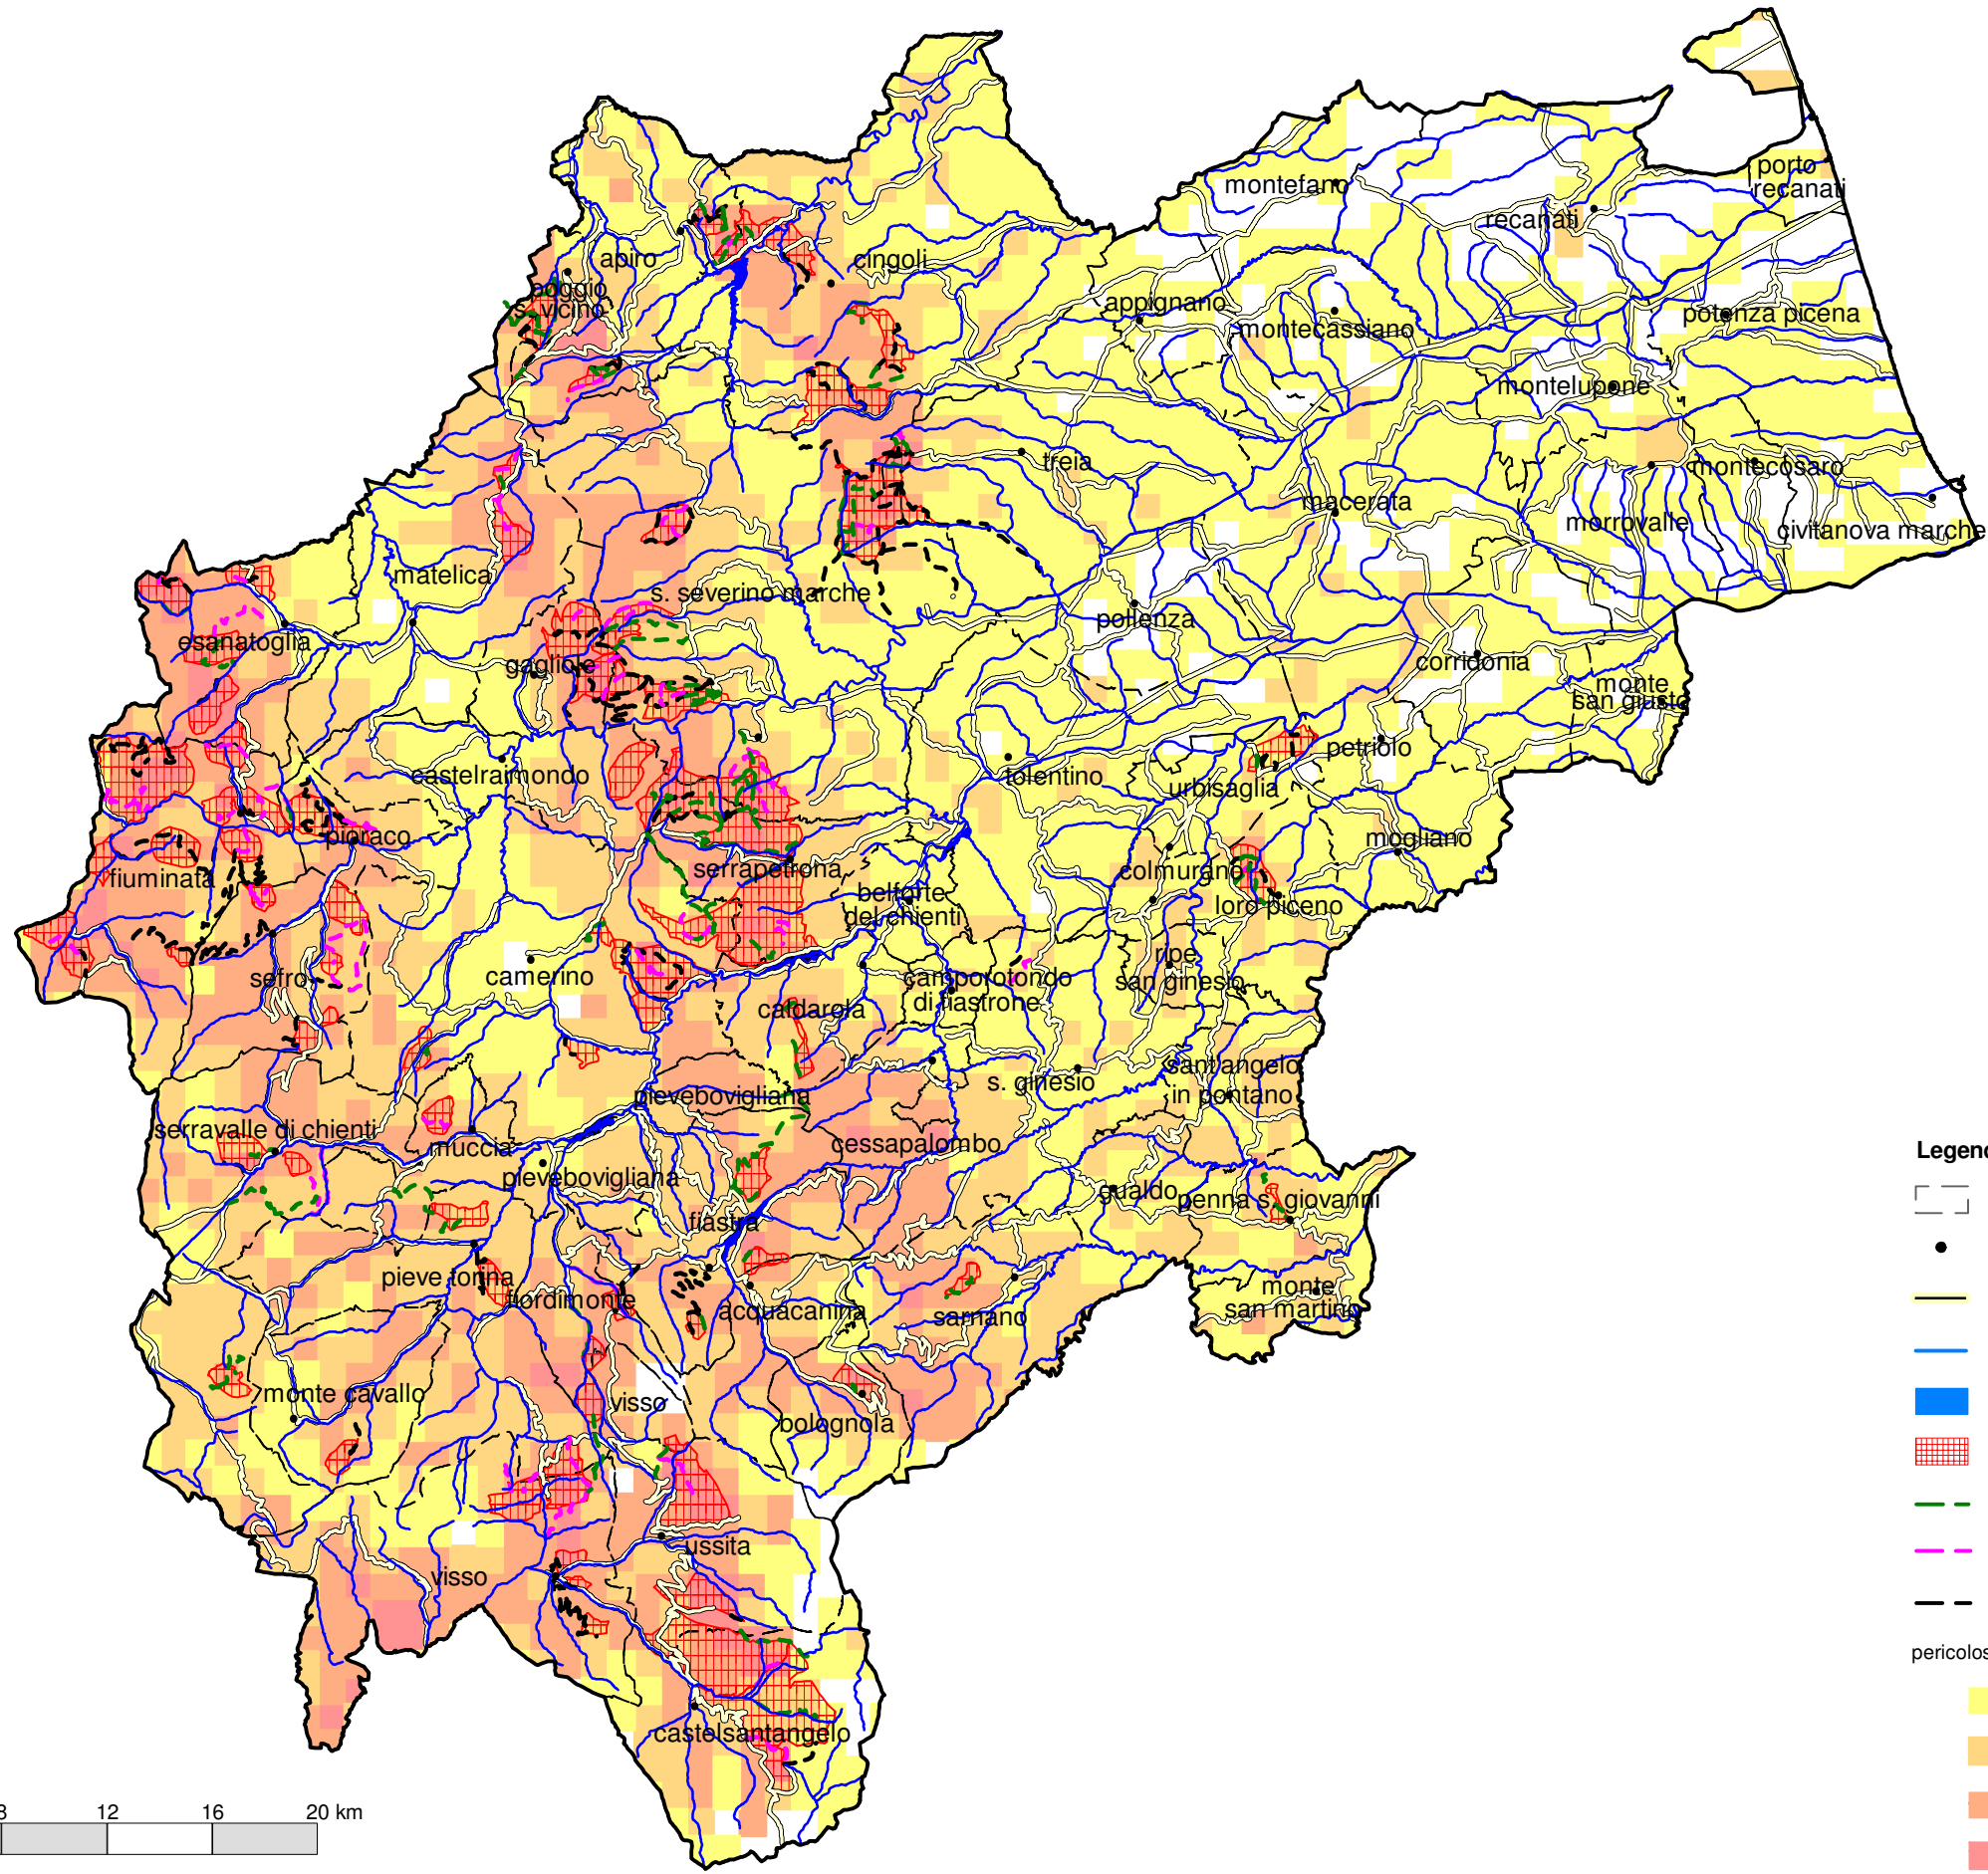 porto
recanati
montefano
recanati
apiro
cingoli
poggio
s. vicino
appignano
montecassiano
potenza picena
montelupone
treia
montecosaro
macerata
morrovalle
civitanova marche
matelica
s. severino marche
pollenza
esanatoglia
gagliole
corridonia
monte
san giusto
castelraimondo
tolentino
petriolo
urbisaglia
pioraco
mogliano
fiuminata
serrapetrona
colmurano
belforte
del chienti
loro piceno
sefro
camerino
camporotondo
di fiastrone
ripe
san ginesio
caldarola
s. ginesio
sant'angelo
in pontano
pievebovigliana
serravalle di chienti
muccia
cessapalombo
Legend
pievebovigliana
gualdo
penna s. giovanni
fiastra
pieve torina
fiordimonte
acquacanina
sarnano
monte
san martino
monte cavallo
visso
bolognola
ussita
visso
pericolos
castelsantangelo
8 12 16 20 km